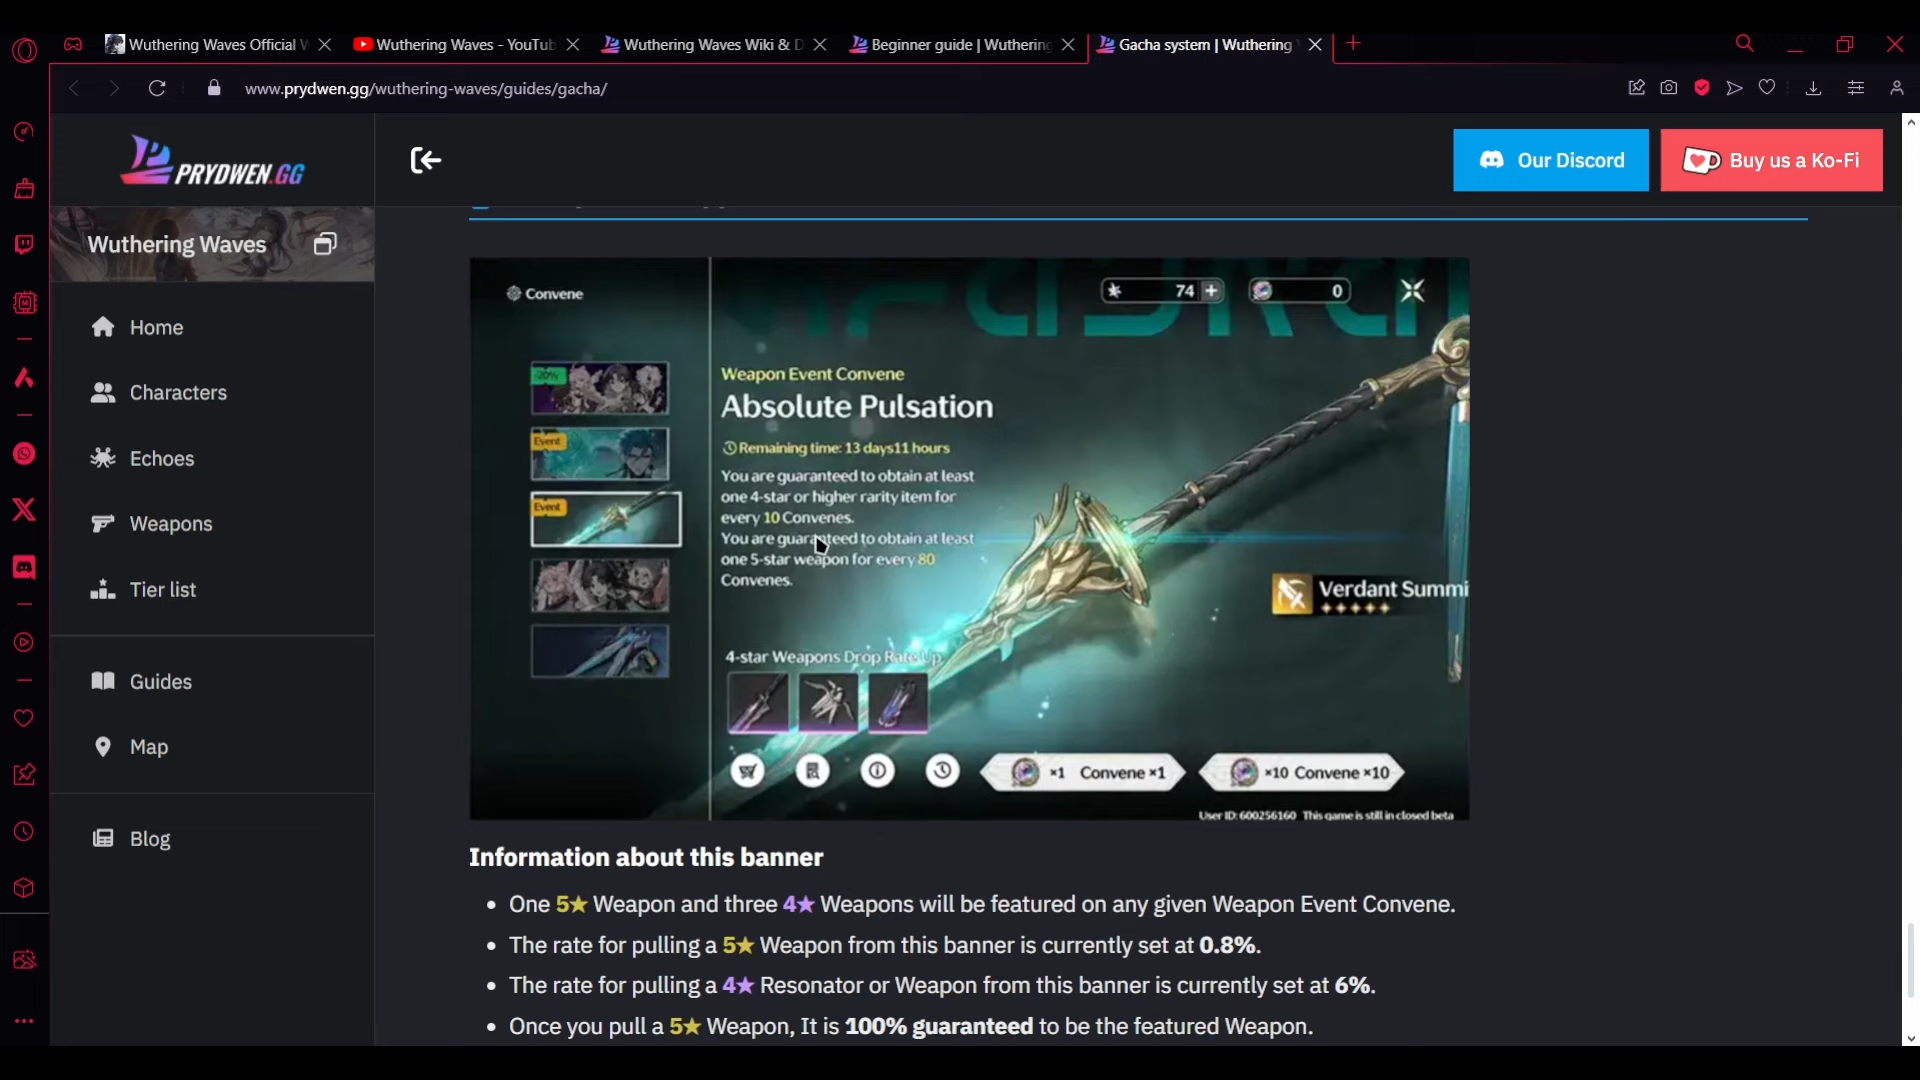 Wuthering Waves Official
Wuthering Waves - YouTub
Wuthering Waves Wiki & D
Beginner guide | Wuthering
Gacha system | Wuthering
www.prydwen.gg/wuthering-waves/guides/gacha/
PRYDWEN.GG
Our Discord
Buy us a Ko-Fi
Wuthering Waves
Home
Characters
Echoes
Weapons
Tier list
Guides
Map
Blog
Convene
74
0
-20%
Event
Event
Weapon Event Convene
Absolute Pulsation
Remaining time: 13 days11 hours
You are guaranteed to obtain at least
one 4-star or higher rarity item for
every 10 Convenes.
You are guaranteed to obtain at least
one 5-star weapon for every 80
Convenes.
Verdant Summi
4-star Weapons Drop Rate Up
×1 Convene ×1
×10 Convene ×10
User ID: 600256160 This game is still in closed beta
Information about this banner
• One 5★ Weapon and three 4★ Weapons will be featured on any given Weapon Event Convene.
• The rate for pulling a 5★ Weapon from this banner is currently set at 0.8%.
• The rate for pulling a 4★ Resonator or Weapon from this banner is currently set at 6%.
• Once you pull a 5★ Weapon, It is 100% guaranteed to be the featured Weapon.